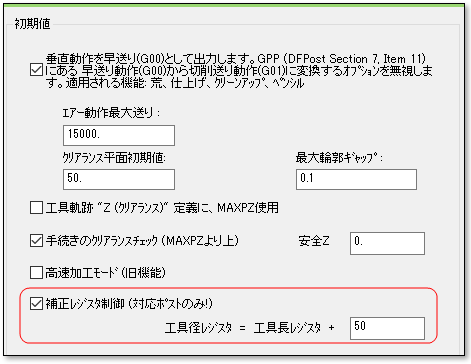 初期値
垂直動作を早送り(G00)として出力します。GPP (DFPost Section 7, Item 11)
にある 早送り動作(G00)から切削送り動作(G01)に変換するオプションを無視しま
す。適用される機能: 荒、仕上げ、クリーンアップ、ペンシル
エアー動作最大送り :
15000.
クリアランス平面初期値:
50.
最大輪郭ギャップ :
0.1
工具軌跡 "Z (クリアランス)" 定義に、MAXPZ使用
手続きのクリアランスチェック (MAXPZより上)
安全Z
0.
高速加工モード(旧機能)
補正レジスタ制御 (対応ポストのみ!)
工具径レジスタ = 工具長レジスタ +
50